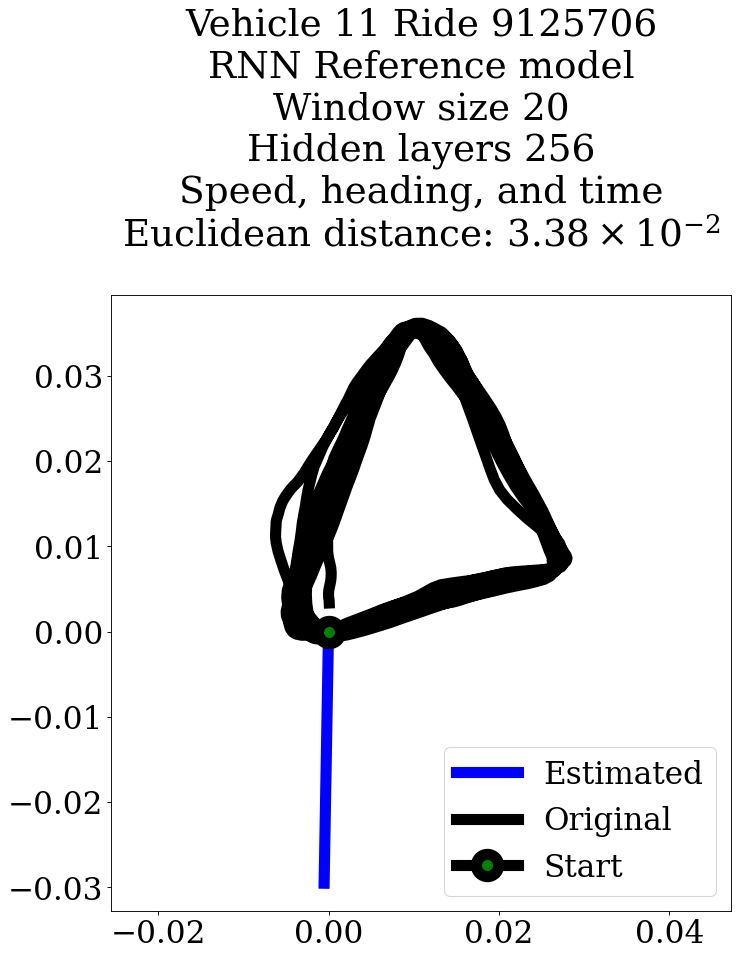 Vehicle 11 Ride 9125706
RNN Reference model
Window size 20
Hidden layers 256
Speed, heading, and time
Euclidean distance: 3.38 × 10⁻²
0.03
0.02
0.01
0.00
−0.01
−0.02
−0.03
Estimated
Original
Start
−0.02
0.00
0.02
0.04